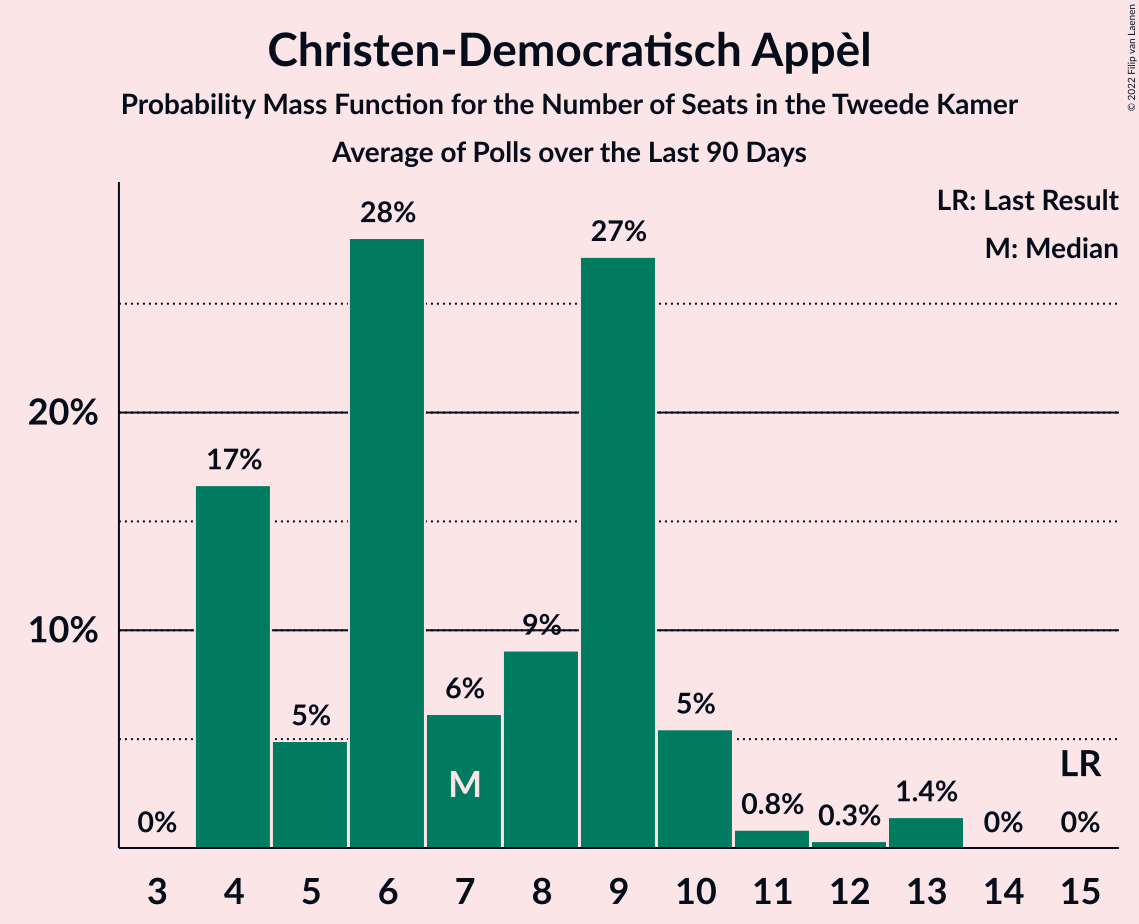 Christen-Democratisch Appèl
Probability Mass Function for the Number of Seats in the Tweede Kamer
Average of Polls over the Last 90 Days
© 2022 Filip van Laenen
LR: Last Result
M: Median
28%
27%
20%
17%
10%
9%
6%
5%
5%
M
LR
0%
0.8%
0.3%
1.4%
0%
0%
3 4 5 6 7 8 9 10 11 12 13 14 15